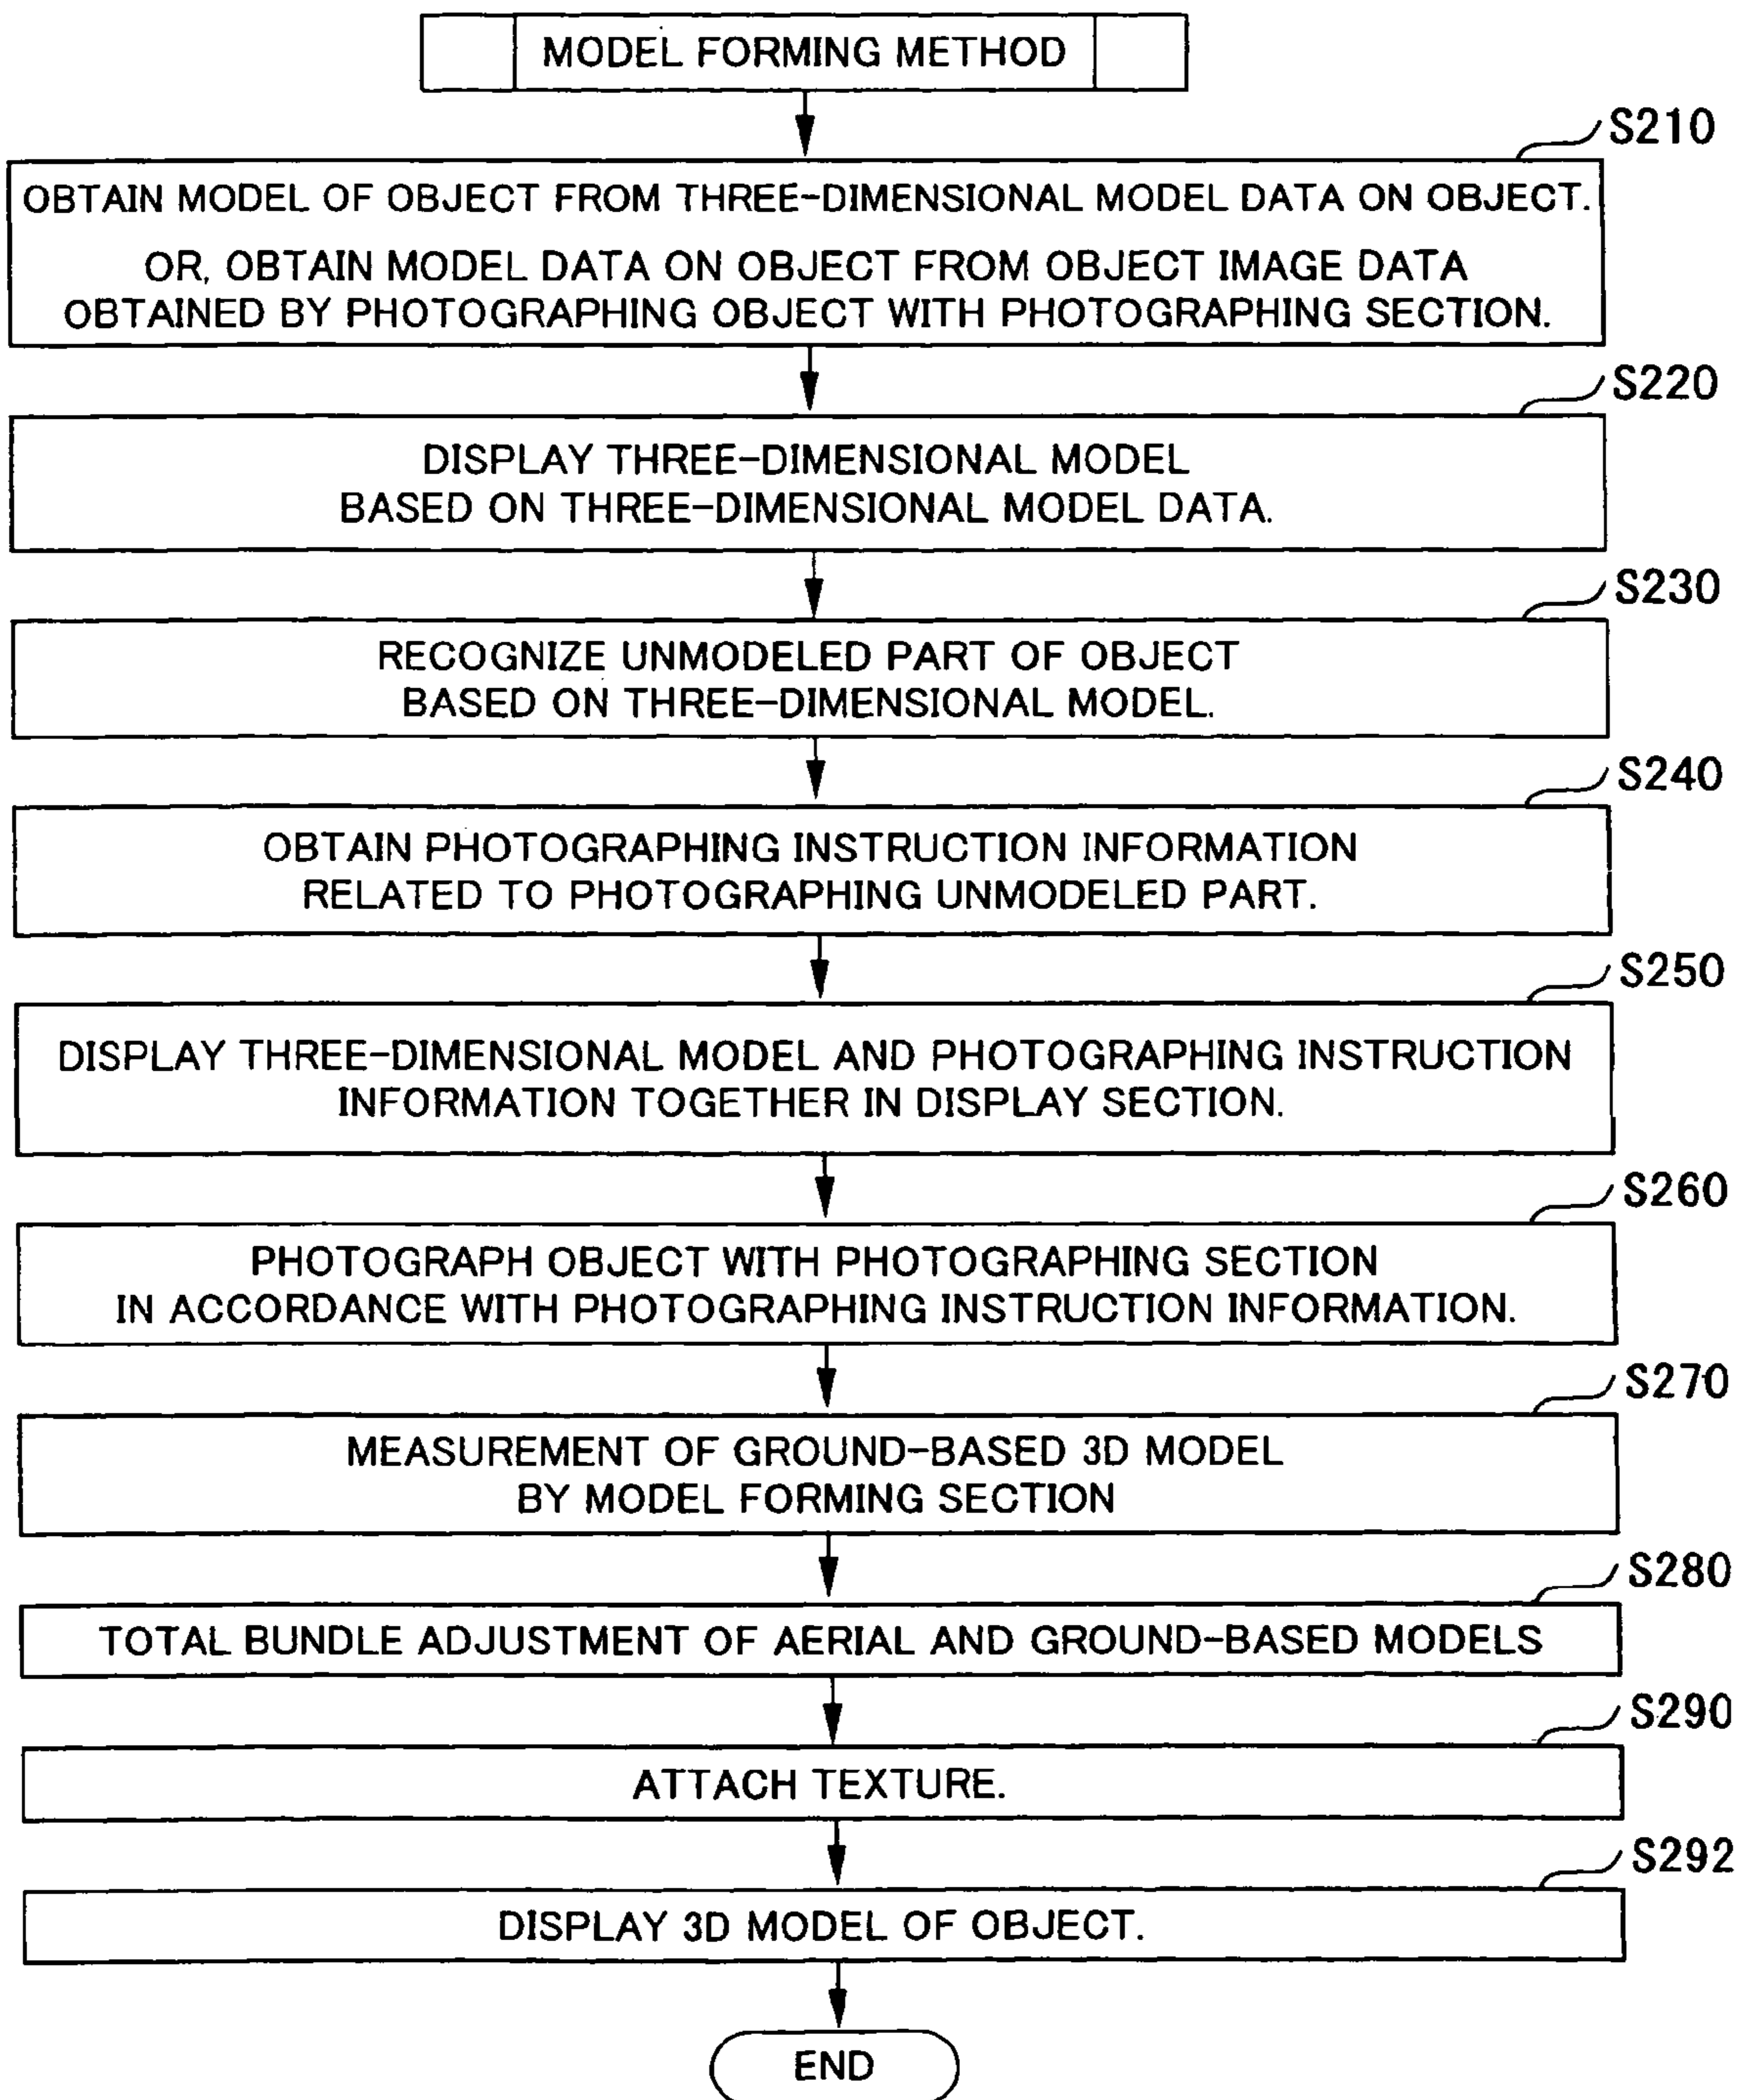 MODEL FORMING METHOD
S210
OBTAIN MODEL OF OBJECT FROM THREE-DIMENSIONAL MODEL DATA ON OBJECT.
OR, OBTAIN MODEL DATA ON OBJECT FROM OBJECT IMAGE DATA
OBTAINED BY PHOTOGRAPHING OBJECT WITH PHOTOGRAPHING SECTION.
S220
DISPLAY THREE-DIMENSIONAL MODEL
BASED ON THREE-DIMENSIONAL MODEL DATA.
S230
RECOGNIZE UNMODELED PART OF OBJECT
BASED ON THREE-DIMENSIONAL MODEL.
S240
OBTAIN PHOTOGRAPHING INSTRUCTION INFORMATION
RELATED TO PHOTOGRAPHING UNMODELED PART.
S250
DISPLAY THREE-DIMENSIONAL MODEL AND PHOTOGRAPHING INSTRUCTION
INFORMATION TOGETHER IN DISPLAY SECTION.
S260
PHOTOGRAPH OBJECT WITH PHOTOGRAPHING SECTION
IN ACCORDANCE WITH PHOTOGRAPHING INSTRUCTION INFORMATION.
S270
MEASUREMENT OF GROUND-BASED 3D MODEL
BY MODEL FORMING SECTION
S280
TOTAL BUNDLE ADJUSTMENT OF AERIAL AND GROUND-BASED MODELS
S290
ATTACH TEXTURE.
S292
DISPLAY 3D MODEL OF OBJECT.
END